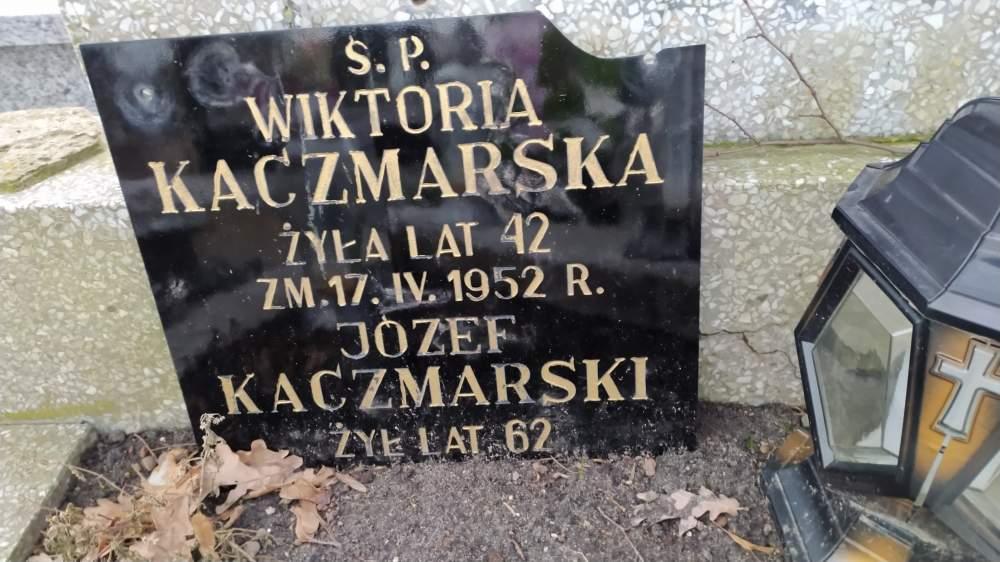 Ś. P.
WIKTORIA
KACZMARSKA
ŻYŁA LAT 42
ZM. 17. IV. 1952 R.
JÓZEF
KACZMARSKI
ŻYŁ LAT 62